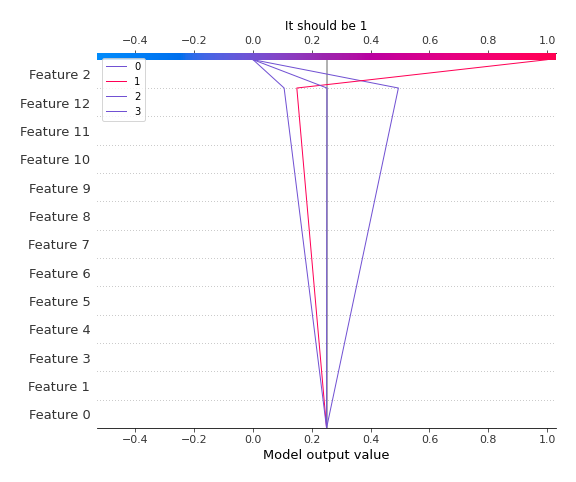 It should be 1
−0.4 −0.2 0.0 0.2 0.4 0.6 0.8 1.0
0
1
2
3
Feature 2
Feature 12
Feature 11
Feature 10
Feature 9
Feature 8
Feature 7
Feature 6
Feature 5
Feature 4
Feature 3
Feature 1
Feature 0
−0.4 −0.2 0.0 0.2 0.4 0.6 0.8 1.0
Model output value